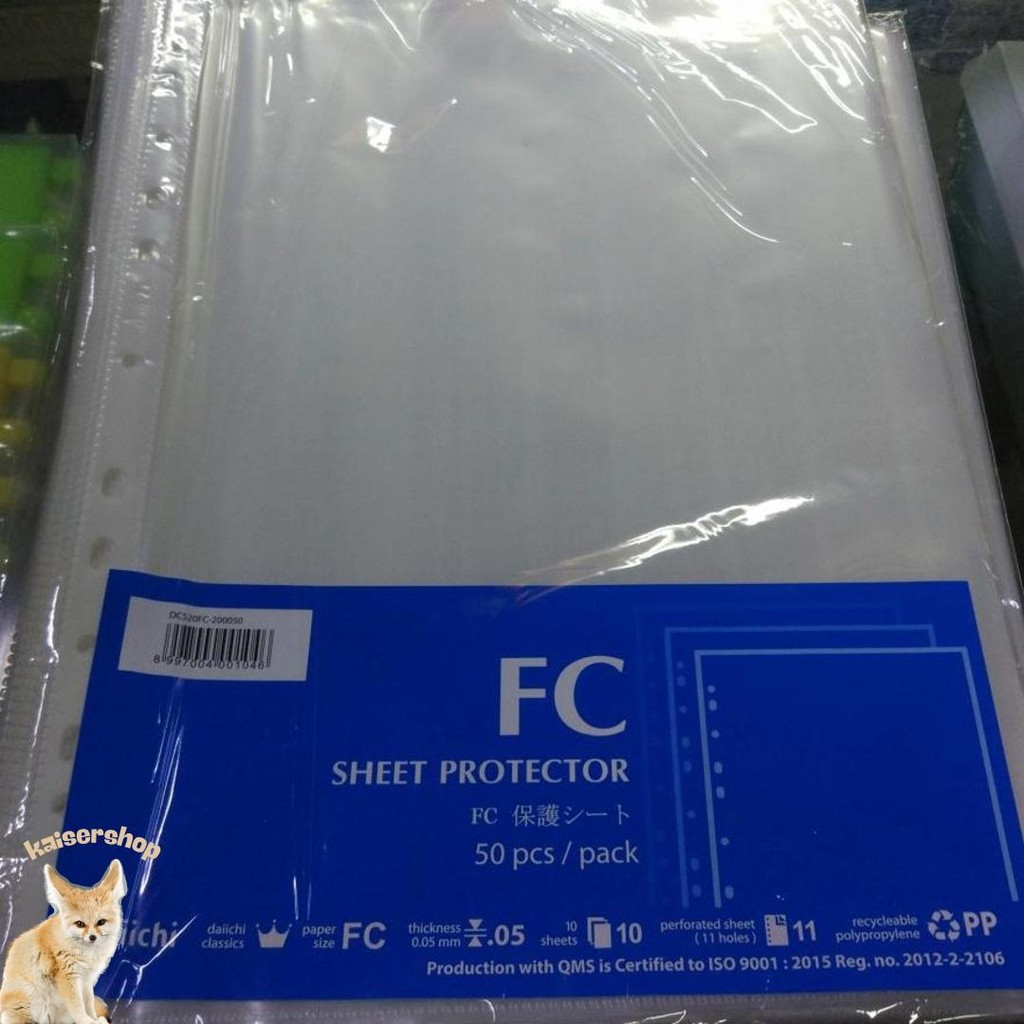 DC520FC-200050
8 997004 001046
FC
SHEET PROTECTOR
FC 保護シート
50 pcs / pack
kaisershop
daiichi
classics
paper
size
FC
thickness
0.05 mm
.05
10
sheets
10
perforated sheet
( 11 holes )
11
recycleable
polypropylene
PP
Production with QMS is Certified to ISO 9001 : 2015 Reg. no. 2012-2-2106